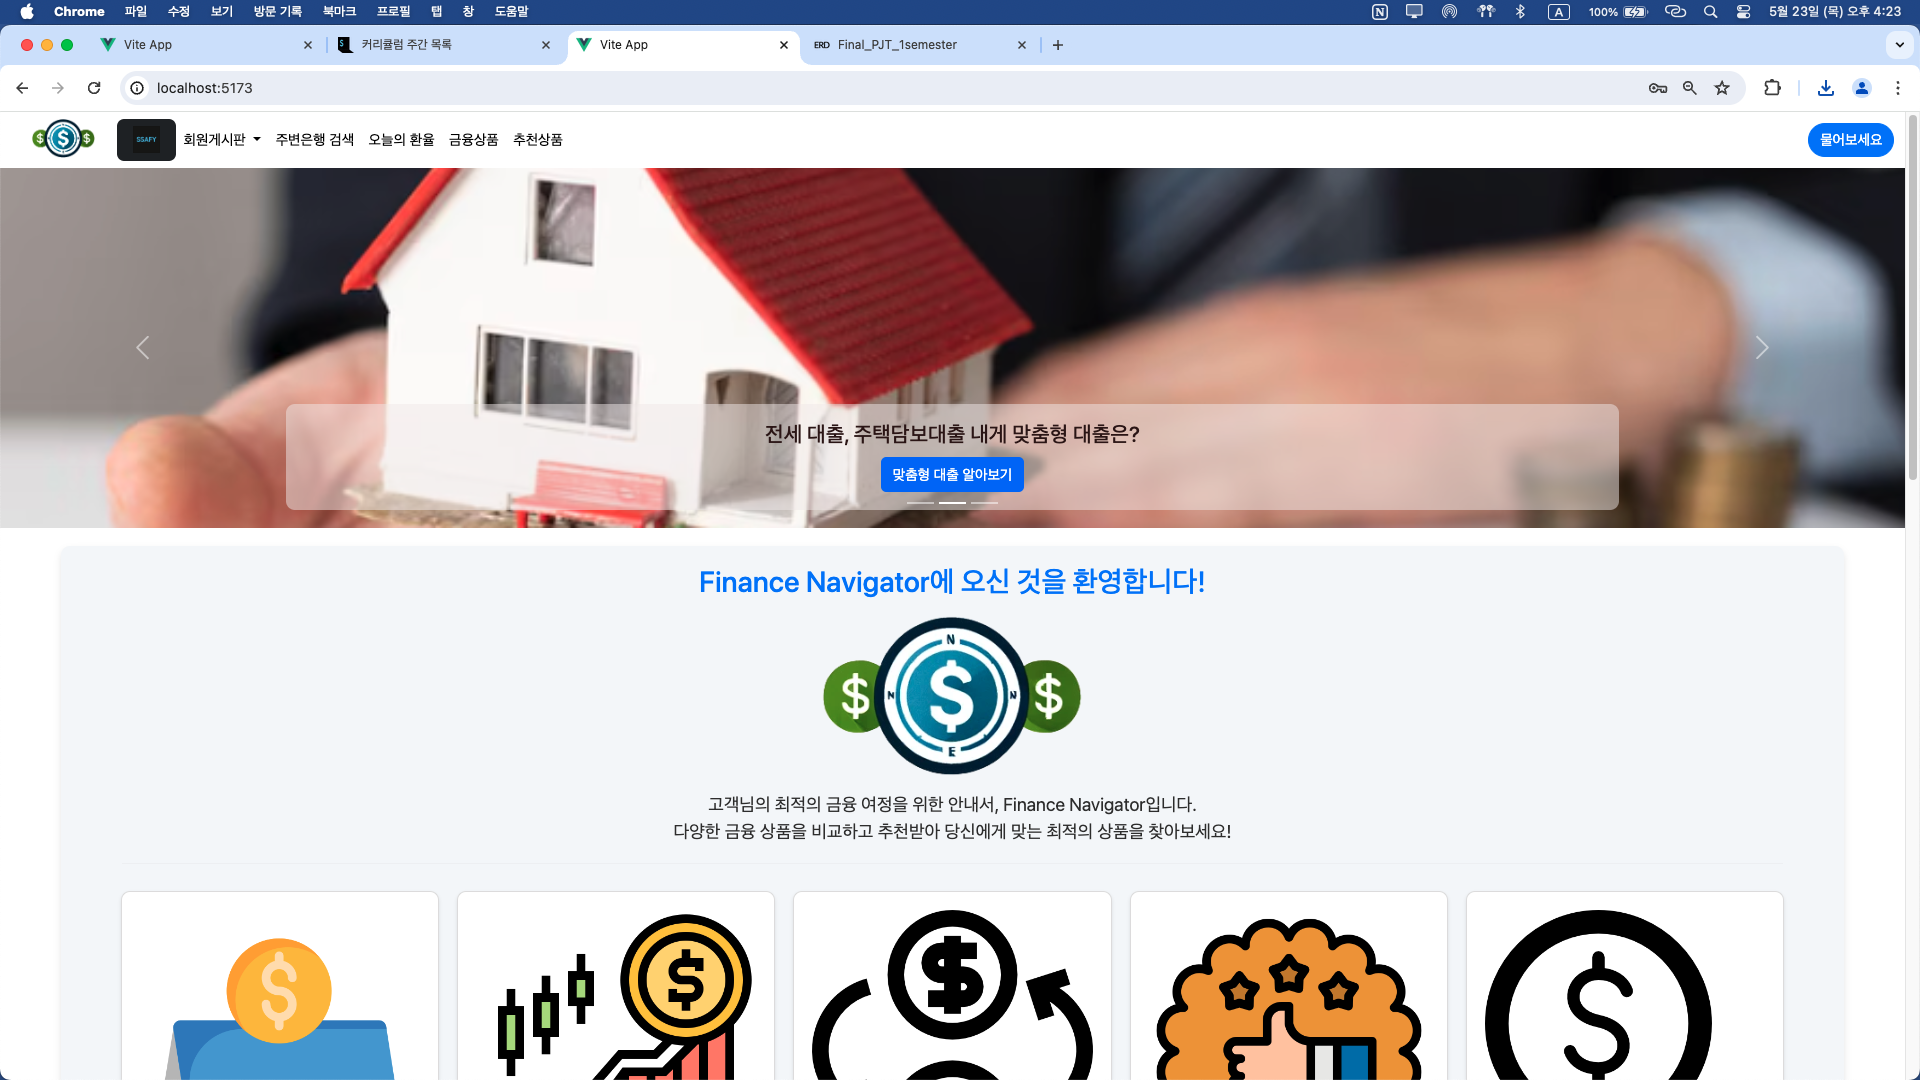 Chrome 파일 수정 보기 방문 기록 북마크 프로필 탭 창 도움말 N A 100% 5월 23일 (목) 오후 4:23
Vite App 커리큘럼 주간 목록 Vite App ERD Final_PJT_1semester
localhost:5173
$ $ $ SSAFY 회원게시판 주변은행 검색 오늘의 환율 금융상품 추천상품 물어보세요
전세 대출, 주택담보대출 내게 맞춤형 대출은?
맞춤형 대출 알아보기
Finance Navigator에 오신 것을 환영합니다!
N
$ N $ N $
E
고객님의 최적의 금융 여정을 위한 안내서, Finance Navigator입니다.
다양한 금융 상품을 비교하고 추천받아 당신에게 맞는 최적의 상품을 찾아보세요!
$ $ $ $